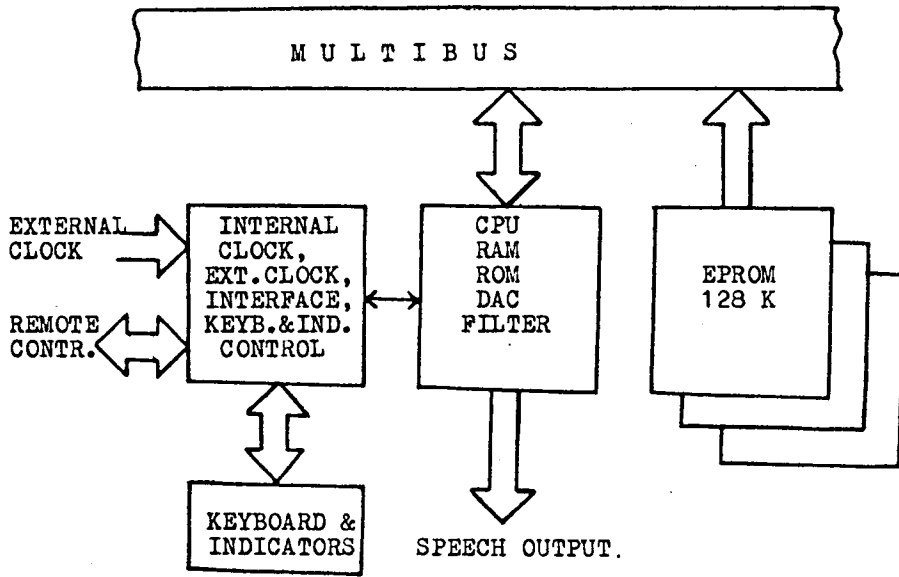 MULTIBUS
EXTERNAL
CLOCK
REMOTE
CONTR.
INTERNAL
CLOCK,
EXT.CLOCK,
INTERFACE,
KEYB.&IND.
CONTROL
CPU
RAM
ROM
DAC
FILTER
EPROM
128 K
KEYBOARD &
INDICATORS
SPEECH OUTPUT.